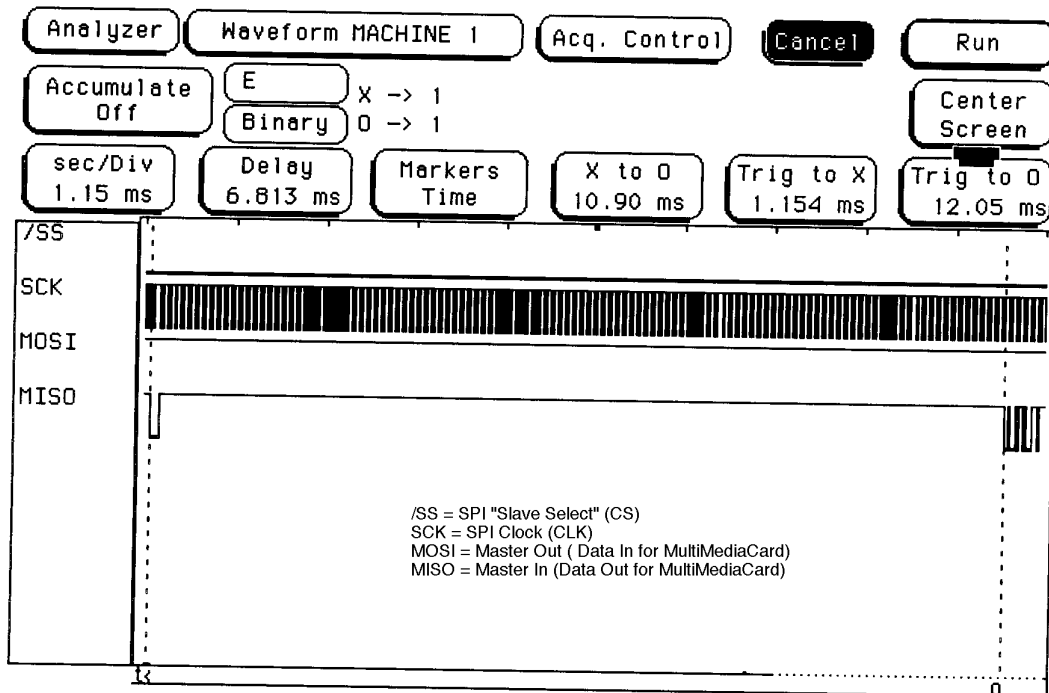 Analyzer Waveform MACHINE 1 Acq. Control Cancel Run
Accumulate Off
E
Binary
X -> 1
O -> 1
Center Screen
sec/Div 1.15 ms
Delay 6.813 ms
Markers Time
X to O 10.90 ms
Trig to X 1.154 ms
Trig to O 12.05 ms
/SS
SCK
MOSI
MISO
/SS = SPI "Slave Select" (CS)
SCK = SPI Clock (CLK)
MOSI = Master Out ( Data In for MultiMediaCard)
MISO = Master In (Data Out for MultiMediaCard)
O